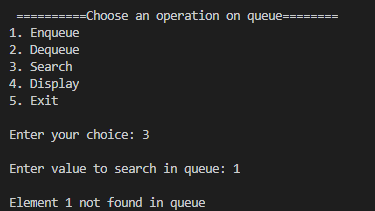 ==========Choose an operation on queue========
1. Enqueue
2. Dequeue
3. Search
4. Display
5. Exit
Enter your choice: 3
Enter value to search in queue: 1
Element 1 not found in queue